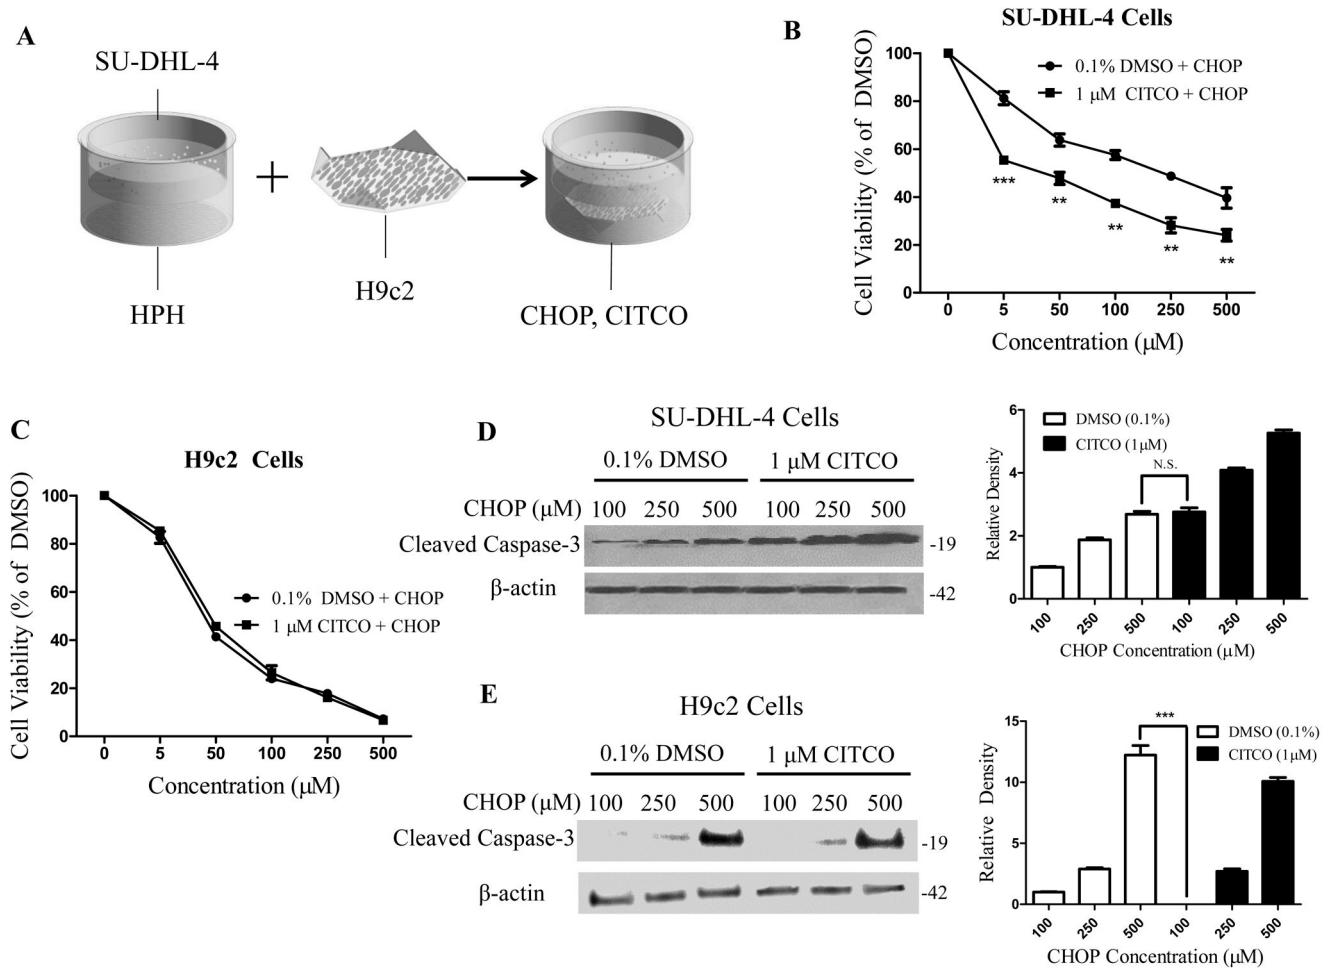 A
SU-DHL-4
HPH
H9c2
CHOP, CITCO
B
SU-DHL-4 Cells
Cell Viability (% of DMSO)
100
80
60
40
20
0
0.1% DMSO + CHOP
1 μM CITCO + CHOP
***
**
**
**
**
0 5 50 100 250 500
Concentration (μM)
C
H9c2 Cells
Cell Viability (% of DMSO)
100
80
60
40
20
0
0.1% DMSO + CHOP
1 μM CITCO + CHOP
0 5 50 100 250 500
Concentration (μM)
D
SU-DHL-4 Cells
0.1% DMSO 1 μM CITCO
CHOP (μM) 100 250 500 100 250 500
Cleaved Caspase-3 -19
β-actin -42
Relative Density
6
4
2
0
DMSO (0.1%)
CITCO (1μM)
N.S.
100 250 500 100 250 500
CHOP Concentration (μM)
E
H9c2 Cells
0.1% DMSO 1 μM CITCO
CHOP (μM) 100 250 500 100 250 500
Cleaved Caspase-3 -19
β-actin -42
Relative Density
15
10
5
0
***
DMSO (0.1%)
CITCO (1μM)
100 250 500 100 250 500
CHOP Concentration (μM)